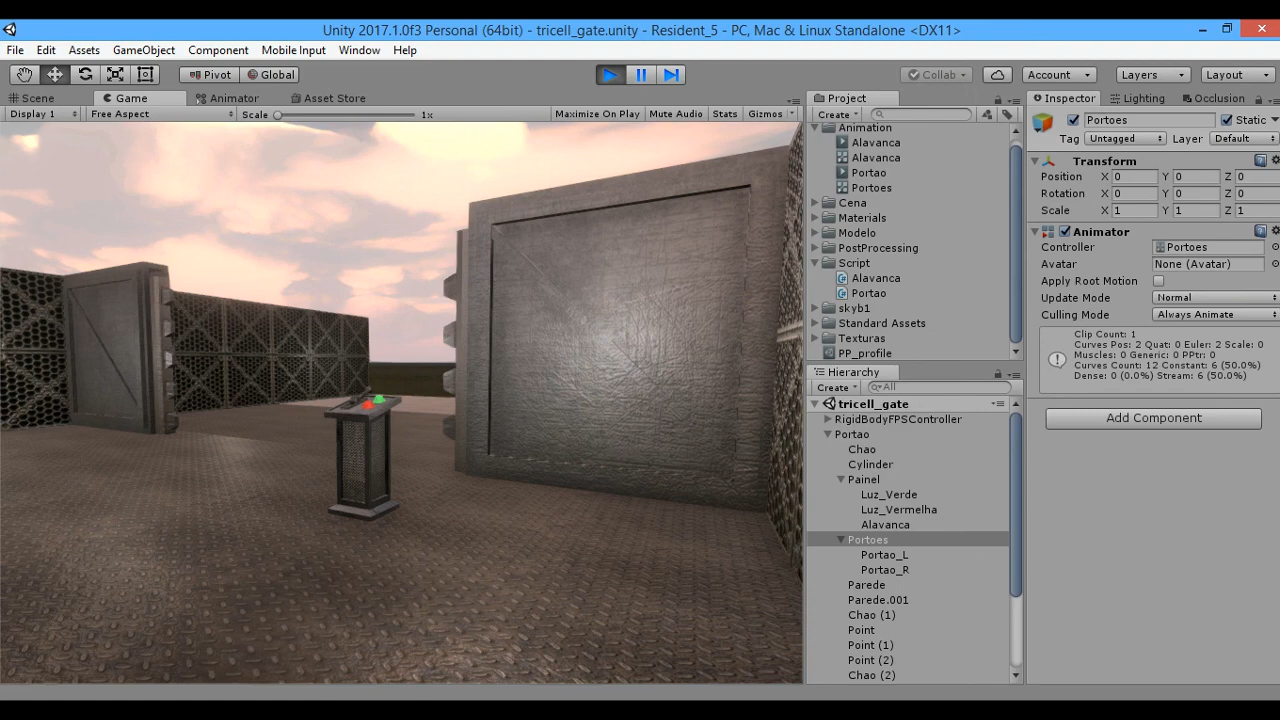 Unity 2017.1.0f3 Personal (64bit) - tricell_gate.unity - Resident_5 - PC, Mac & Linux Standalone <DX11>
File Edit Assets GameObject Component Mobile Input Window Help
Pivot Global Collab Account Layers Layout
Scene Game Animator Asset Store
Display 1 Free Aspect Scale 1x Maximize On Play Mute Audio Stats Gizmos
Project
Create
Animation
Alavanca
Alavanca
Portao
Portoes
Cena
Materials
Modelo
PostProcessing
Script
Alavanca
Portao
skyb1
Standard Assets
Texturas
PP_profile
Hierarchy
Create All
tricell_gate
RigidBodyFPSController
Portao
Chao
Cylinder
Painel
Luz_Verde
Luz_Vermelha
Alavanca
Portoes
Portao_L
Portao_R
Parede
Parede.001
Chao (1)
Point
Point (1)
Point (2)
Chao (2)
Inspector Lighting Occlusion
Portoes Static
Tag Untagged Layer Default
Transform
Position X 0 Y 0 Z 0
Rotation X 0 Y 0 Z 0
Scale X 1 Y 1 Z 1
Animator
Controller Portoes
Avatar None (Avatar)
Apply Root Motion
Update Mode Normal
Culling Mode Always Animate
Clip Count: 1
Curves Pos: 2 Quat: 0 Euler: 2 Scale: 0
Muscles: 0 Generic: 0 PPtr: 0
Curves Count: 12 Constant: 6 (50.0%)
Dense: 0 (0.0%) Stream: 6 (50.0%)
Add Component